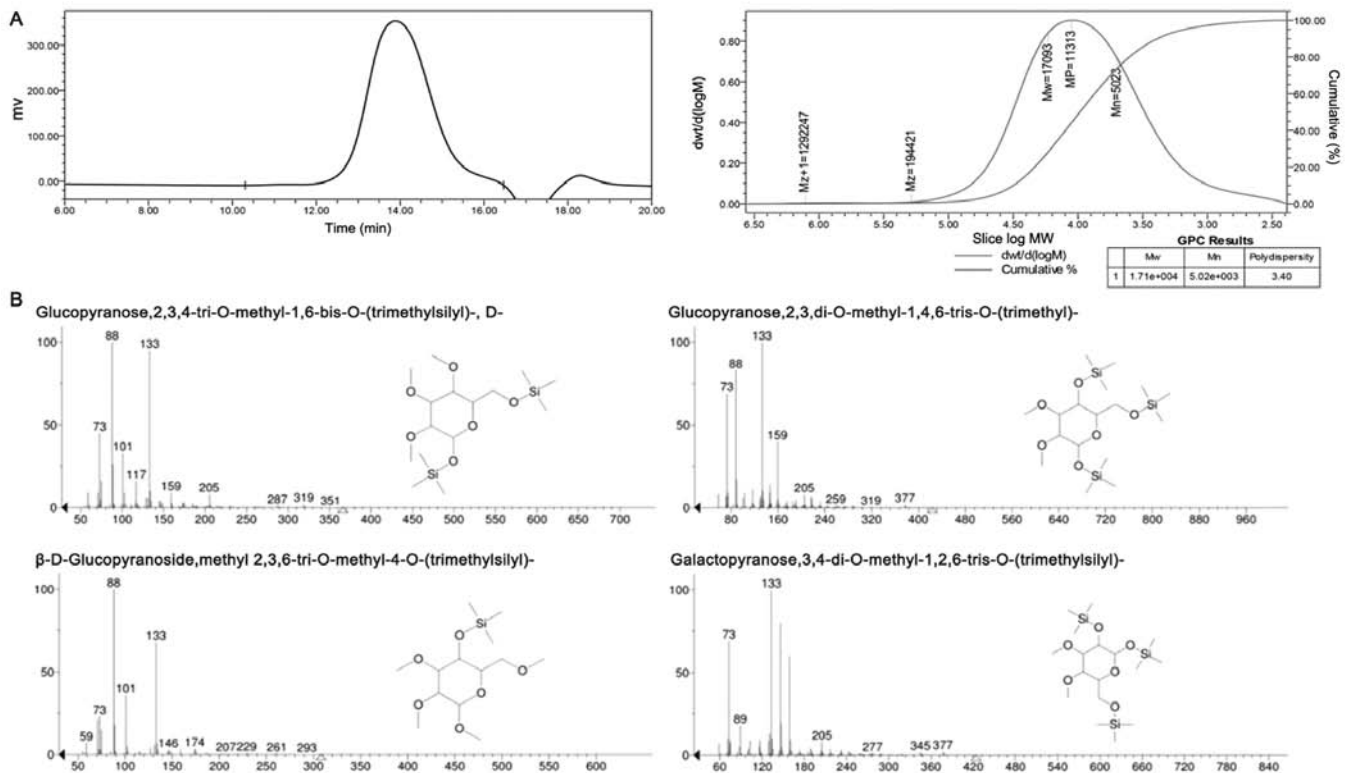 A
mv
300.00
200.00
100.00
0.00
6.00 8.00 10.00 12.00 14.00 16.00 18.00 20.00
Time (min)
dwt/d(logM)
0.80
0.60
0.40
0.20
0.00
Mz+1=1292247
Mz=194421
Mw=17093
MP=11313
Mn=5023
100.00
80.00
60.00
40.00
20.00
0.00
Cumulative (%)
6.50 6.00 5.50 5.00 4.50 4.00 3.50 3.00 2.50
Slice log MW
dwt/d(logM)
Cumulative %
GPC Results
Mw Mn Polydispersity
1 1.71e+004 5.02e+003 3.40
B
Glucopyranose,2,3,4-tri-O-methyl-1,6-bis-O-(trimethylsilyl)-, D-
100
50
0
73 88 101 117 133 159 205 287 319 351
O O O O Si O O Si
50 100 150 200 250 300 350 400 450 500 550 600 650 700
Glucopyranose,2,3,di-O-methyl-1,4,6-tris-O-(trimethyl)-
100
50
0
73 88 133 159 205 259 319 377
Si O O O Si O O O Si
80 160 240 320 400 480 560 640 720 800 880 960
β-D-Glucopyranoside,methyl 2,3,6-tri-O-methyl-4-O-(trimethylsilyl)-
100
50
0
59 73 88 101 133 146 174 207 229 261 293
Si O O O O O O
50 100 150 200 250 300 350 400 450 500 550 600
Galactopyranose,3,4-di-O-methyl-1,2,6-tris-O-(trimethylsilyl)-
100
50
0
73 89 133 205 277 345 377
Si O O O Si O O O Si
60 120 180 240 300 360 420 480 540 600 660 720 780 840